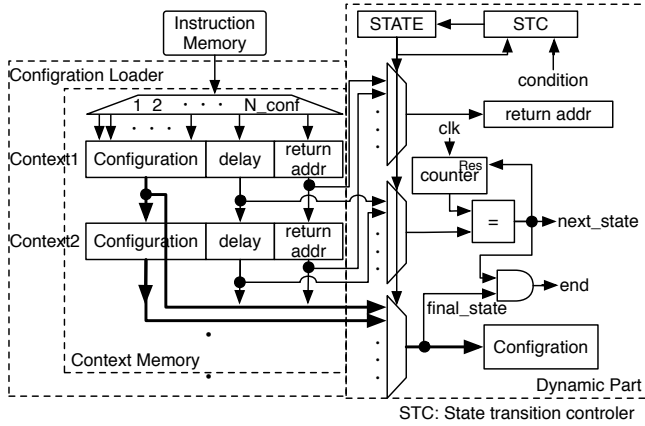 Instruction
Memory
STATE
STC
Configration Loader
condition
1 2 · · · N_conf
return addr
clk
Context1
Configuration
delay
return
addr
Res
counter
=
next_state
Context2
Configuration
delay
return
addr
end
final_state
Configration
Context Memory
Dynamic Part
STC: State transition controler